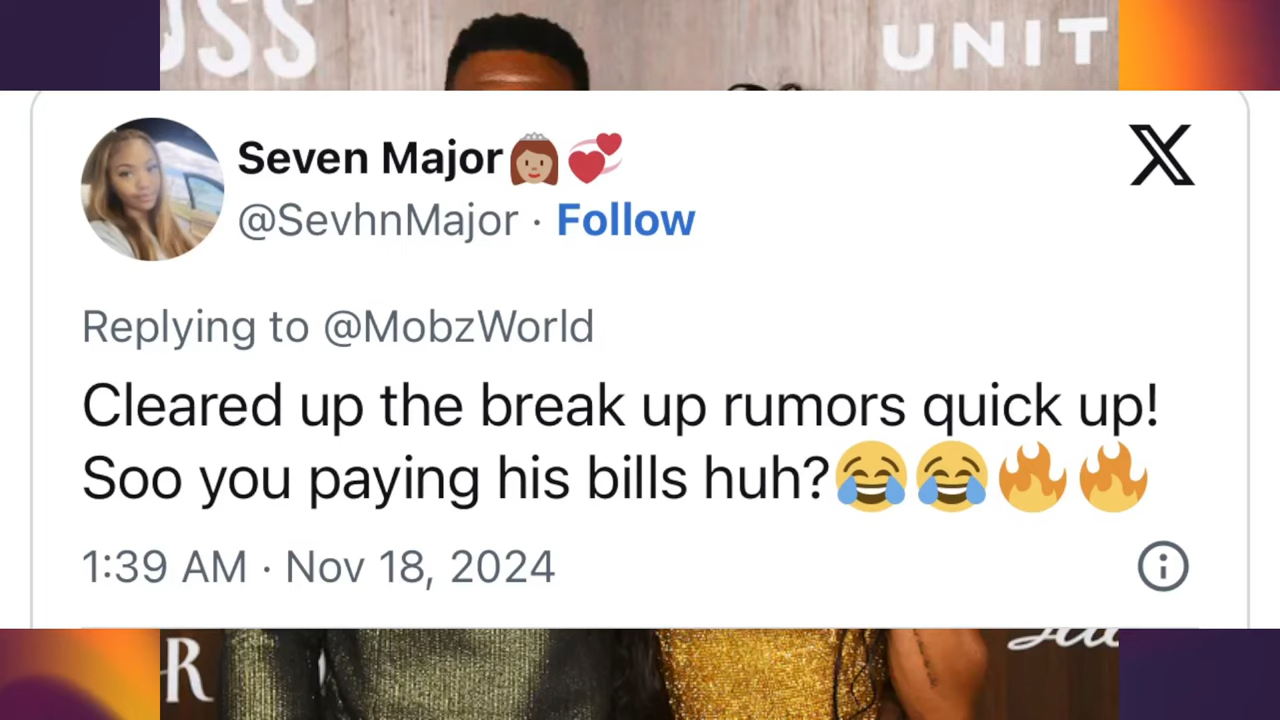 OSS
UNIT
Seven Major👩🏽💞
@SevhnMajor · Follow
Replying to @MobzWorld
Cleared up the break up rumors quick up!
Soo you paying his bills huh?😂😂🔥🔥
1:39 AM · Nov 18, 2024
R